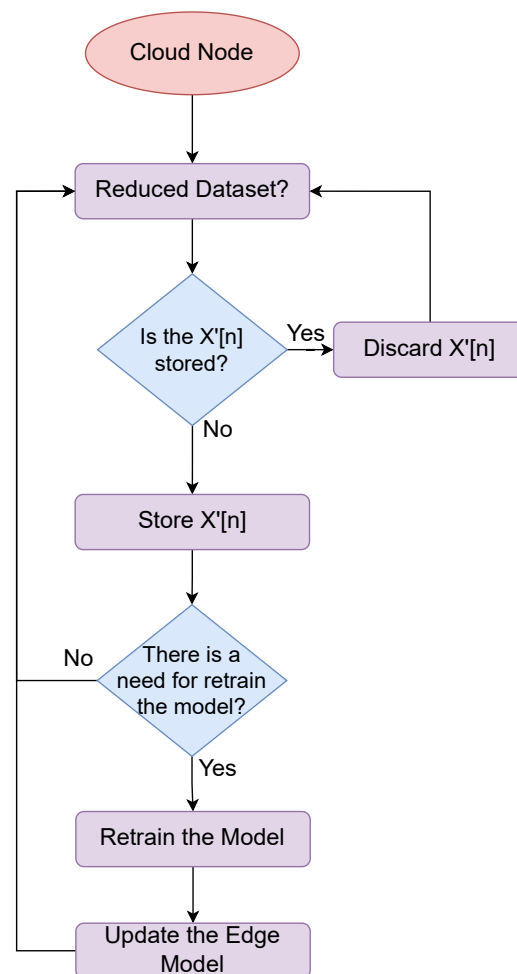 Cloud Node
Reduced Dataset?
Is the X'[n]
stored?
Yes
Discard X'[n]
No
Store X'[n]
No
There is a
need for retrain
the model?
Yes
Retrain the Model
Update the Edge
Model